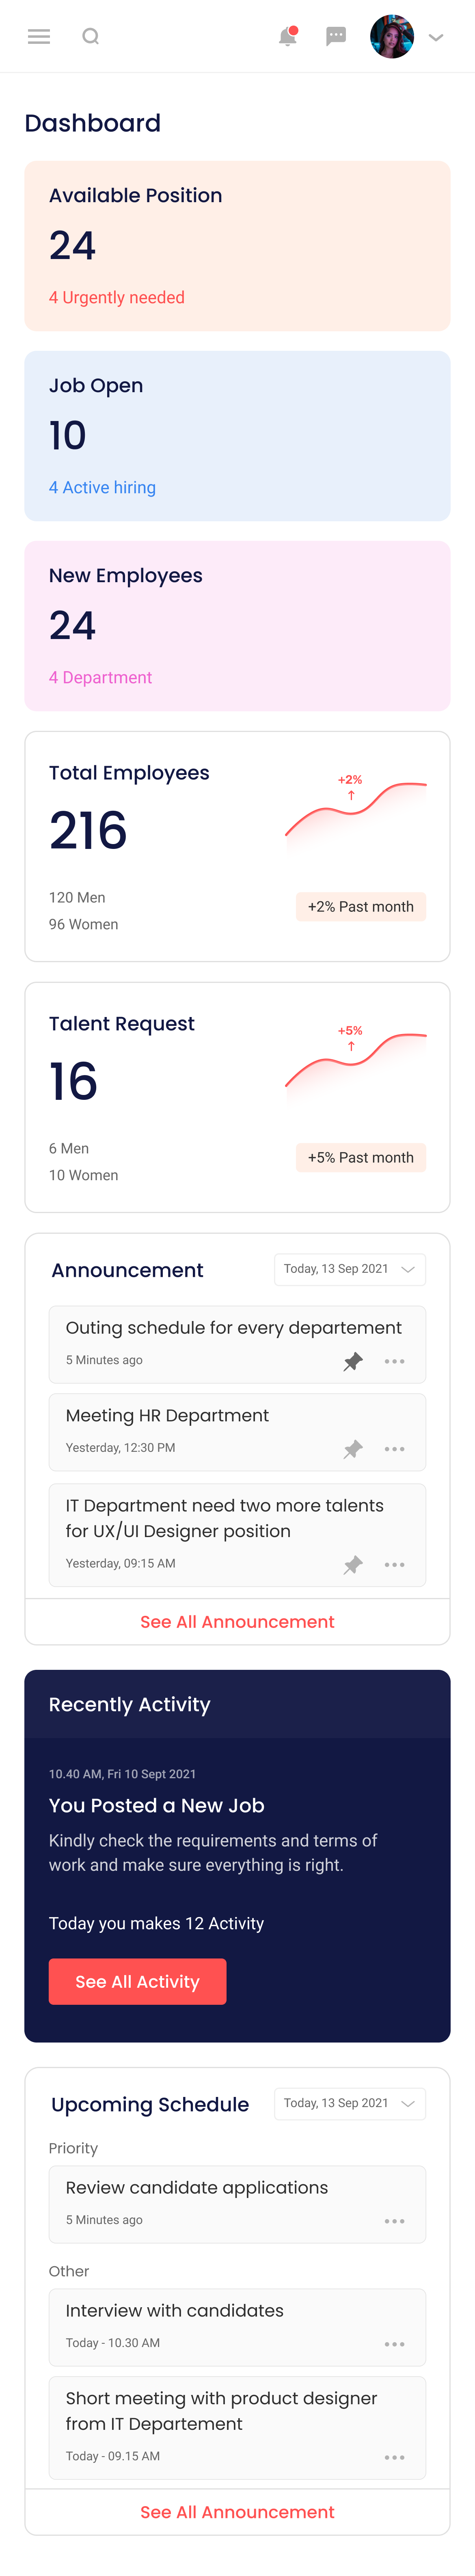 Dashboard
Available Position
24
4 Urgently needed
Job Open
10
4 Active hiring
New Employees
24
4 Department
Total Employees
216
+2%
120 Men
96 Women
+2% Past month
Talent Request
16
+5%
6 Men
10 Women
+5% Past month
Announcement
Today, 13 Sep 2021
Outing schedule for every departement
5 Minutes ago
Meeting HR Department
Yesterday, 12:30 PM
IT Department need two more talents
for UX/UI Designer position
Yesterday, 09:15 AM
See All Announcement
Recently Activity
10.40 AM, Fri 10 Sept 2021
You Posted a New Job
Kindly check the requirements and terms of
work and make sure everything is right.
Today you makes 12 Activity
See All Activity
Upcoming Schedule
Today, 13 Sep 2021
Priority
Review candidate applications
5 Minutes ago
Other
Interview with candidates
Today - 10.30 AM
Short meeting with product designer
from IT Departement
Today - 09.15 AM
See All Announcement